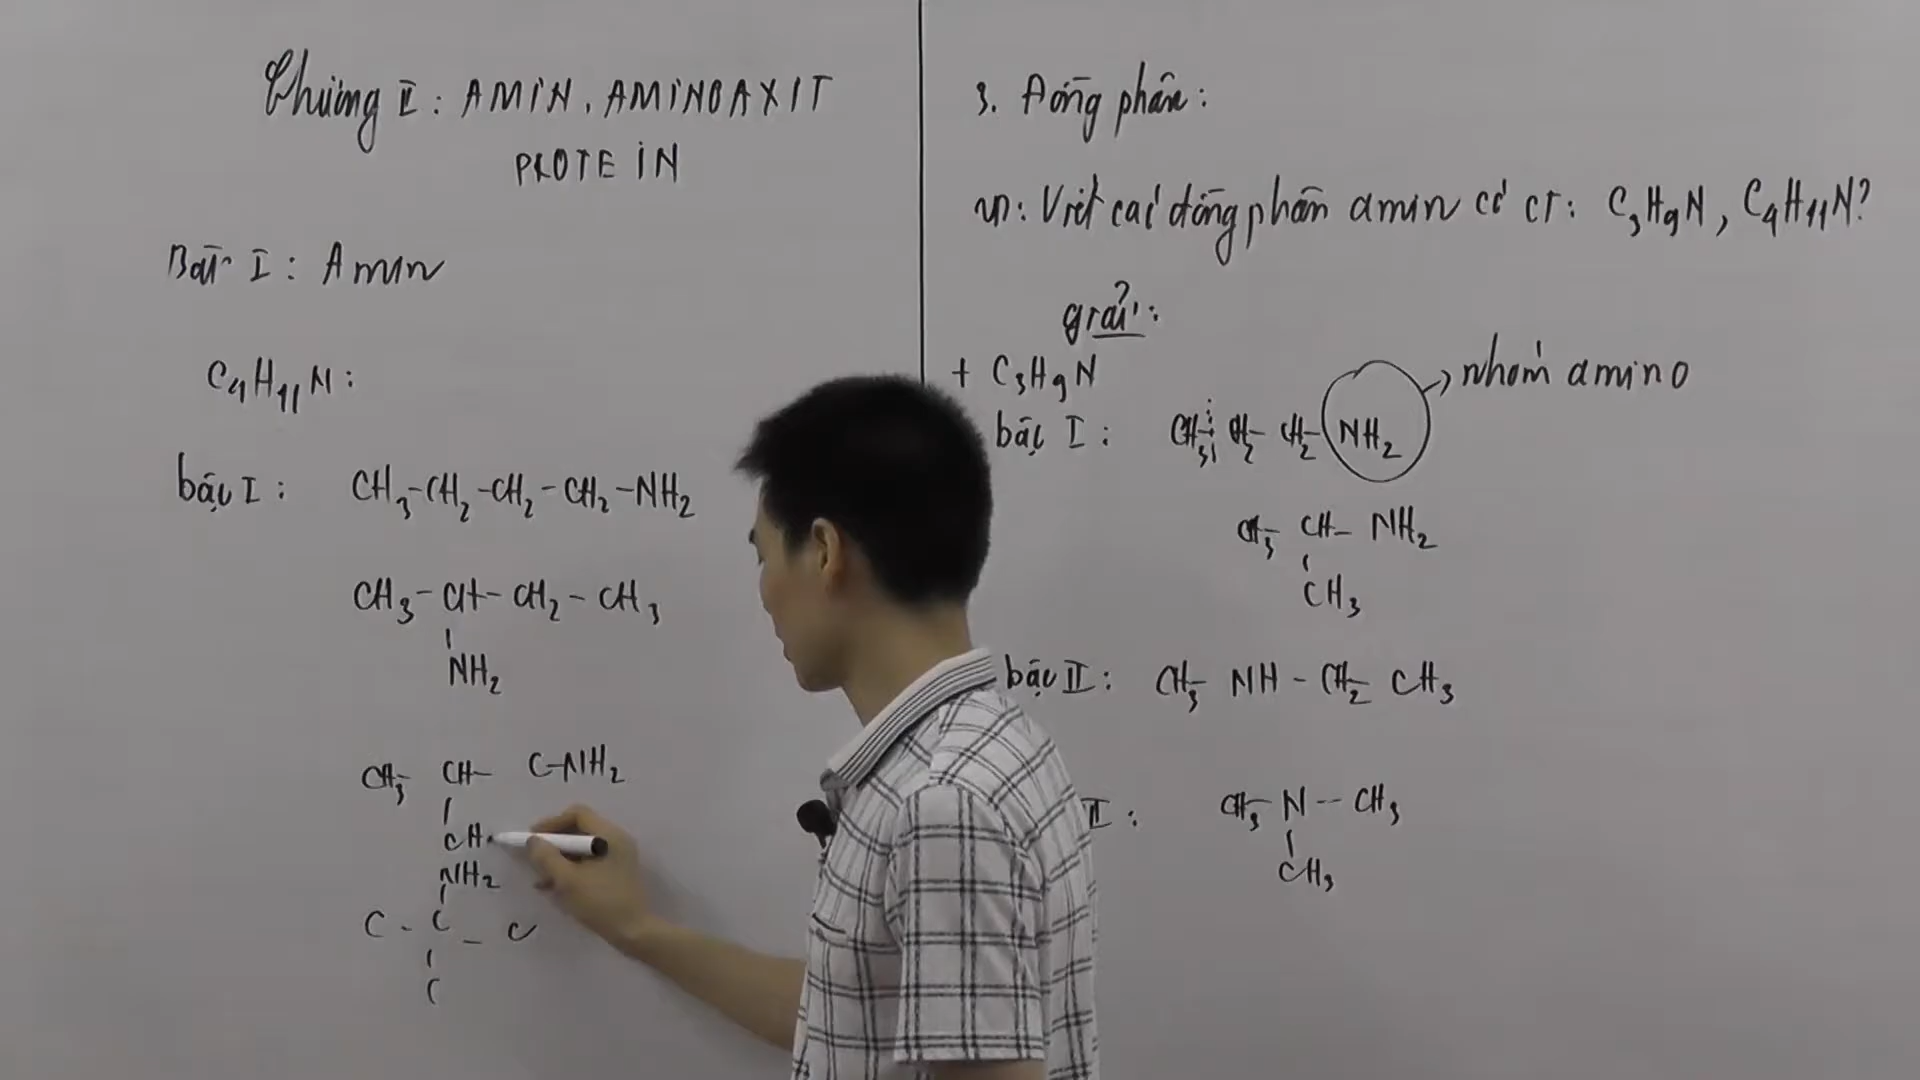 Chương II: AMIN, AMINOAXIT
PROTEIN
Bài I: Amin
C₄H₁₁N:
bậc I: CH₃-CH₂-CH₂-CH₂-NH₂
CH₃-CH-CH₂-CH₃
NH₂
CH₃ CH- C-NH₂
CH
NH₂
C - C - C
C
3. Đồng phân:
VD: Viết các đồng phân amin có CT: C₃H₉N, C₄H₁₁N?
giải:
+ C₃H₉N
bậc I: CH₃- CH₂- CH₂- NH₂ → nhóm amino
CH₃- CH- NH₂
CH₃
bậc II: CH₃- NH - CH₂- CH₃
CH₃- N - CH₃
CH₃